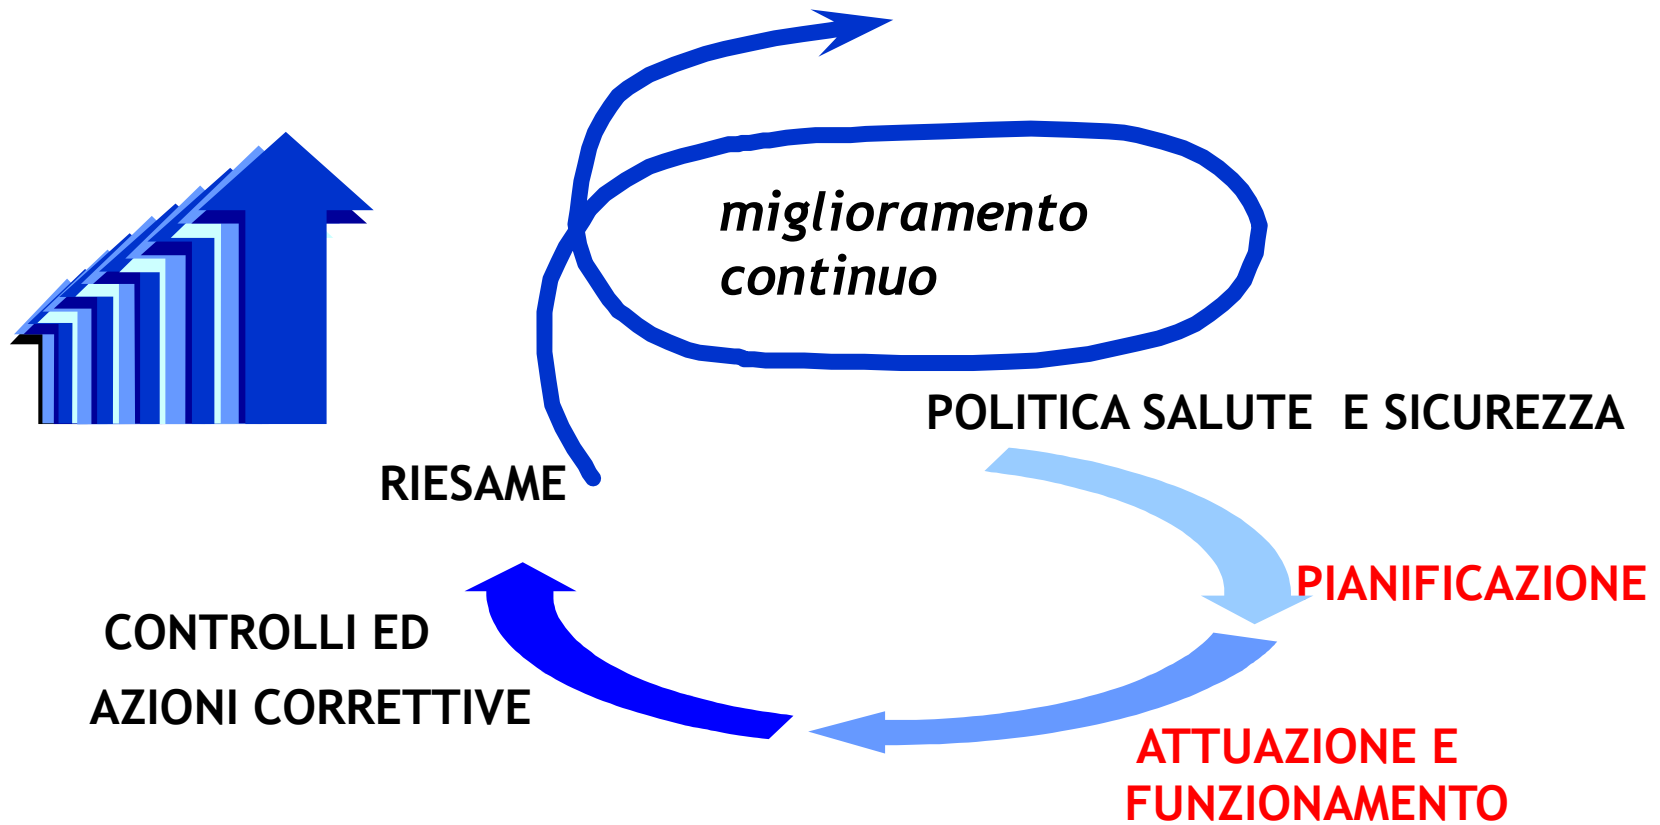 miglioramento
continuo
POLITICA SALUTE E SICUREZZA
RIESAME
PIANIFICAZIONE
CONTROLLI ED
AZIONI CORRETTIVE
ATTUAZIONE E
FUNZIONAMENTO